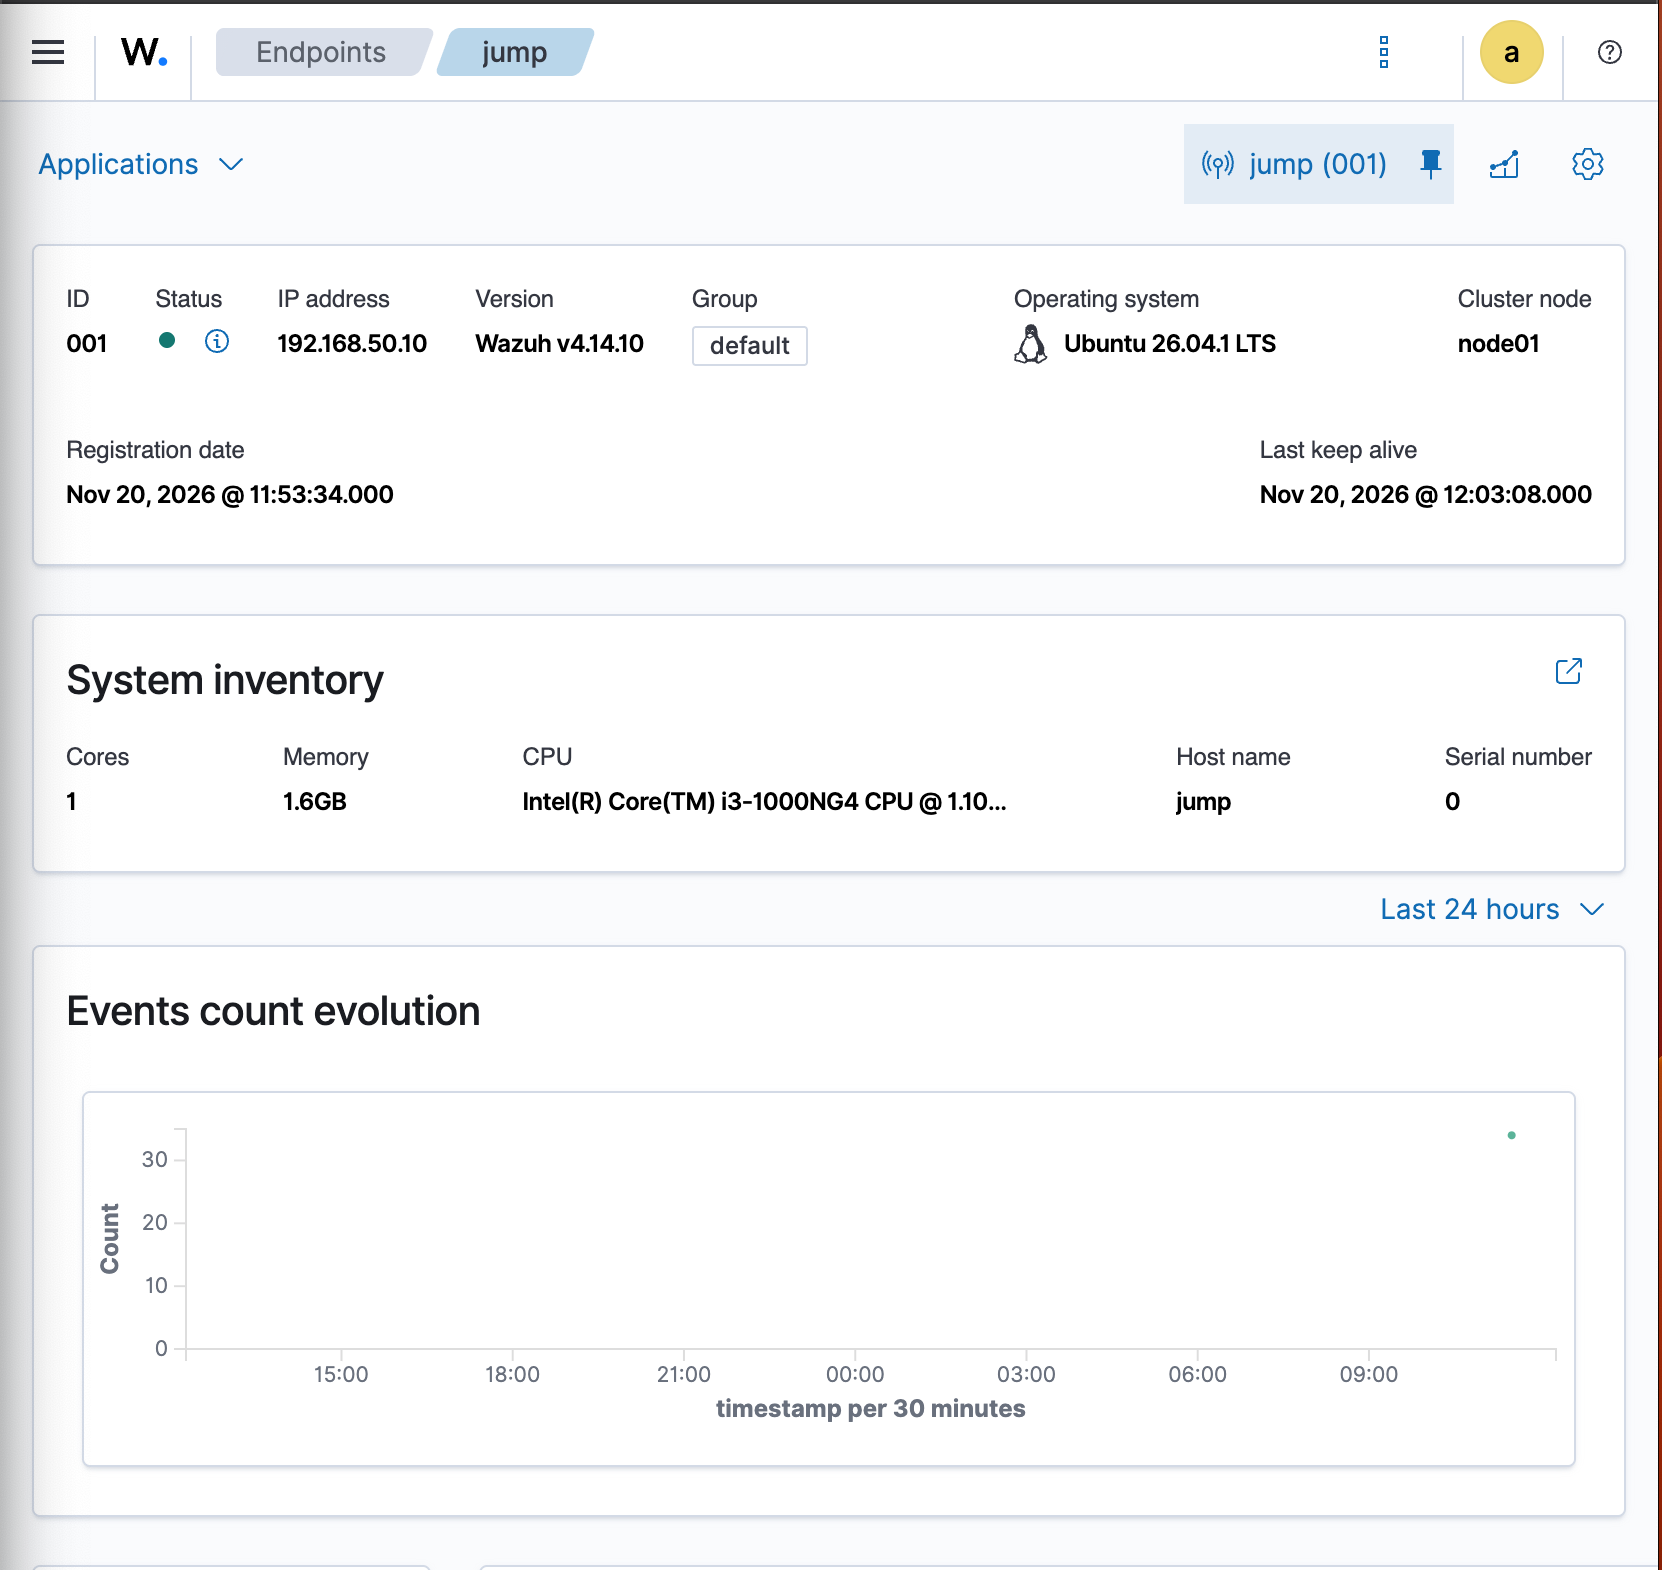 W.
Endpoints
jump
a
Applications
jump (001)
ID
Status
IP address
Version
Group
Operating system
Cluster node
001
192.168.50.10
Wazuh v4.14.10
default
Ubuntu 26.04.1 LTS
node01
Registration date
Last keep alive
Nov 20, 2026 @ 11:53:34.000
Nov 20, 2026 @ 12:03:08.000
System inventory
Cores
Memory
CPU
Host name
Serial number
1
1.6GB
Intel(R) Core(TM) i3-1000NG4 CPU @ 1.10...
jump
0
Last 24 hours
Events count evolution
Count
30
20
10
0
15:00
18:00
21:00
00:00
03:00
06:00
09:00
timestamp per 30 minutes